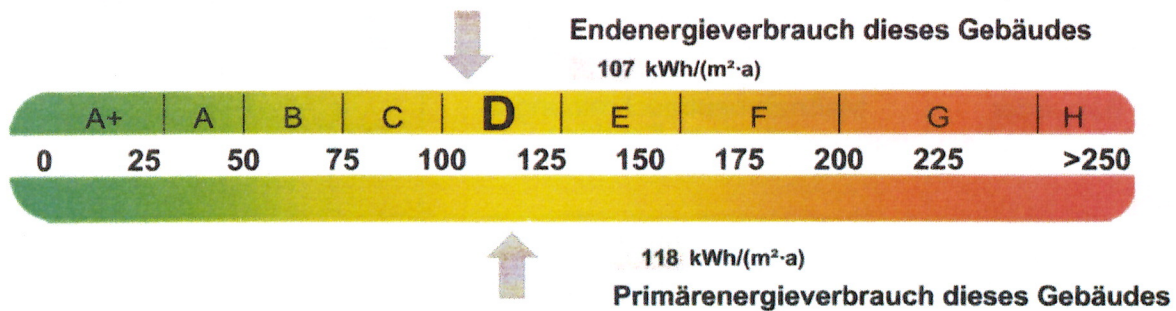 Endenergieverbrauch dieses Gebäudes
107 kWh/(m²·a)
A+ A B C D E F G H
0 25 50 75 100 125 150 175 200 225 >250
118 kWh/(m²·a)
Primärenergieverbrauch dieses Gebäudes